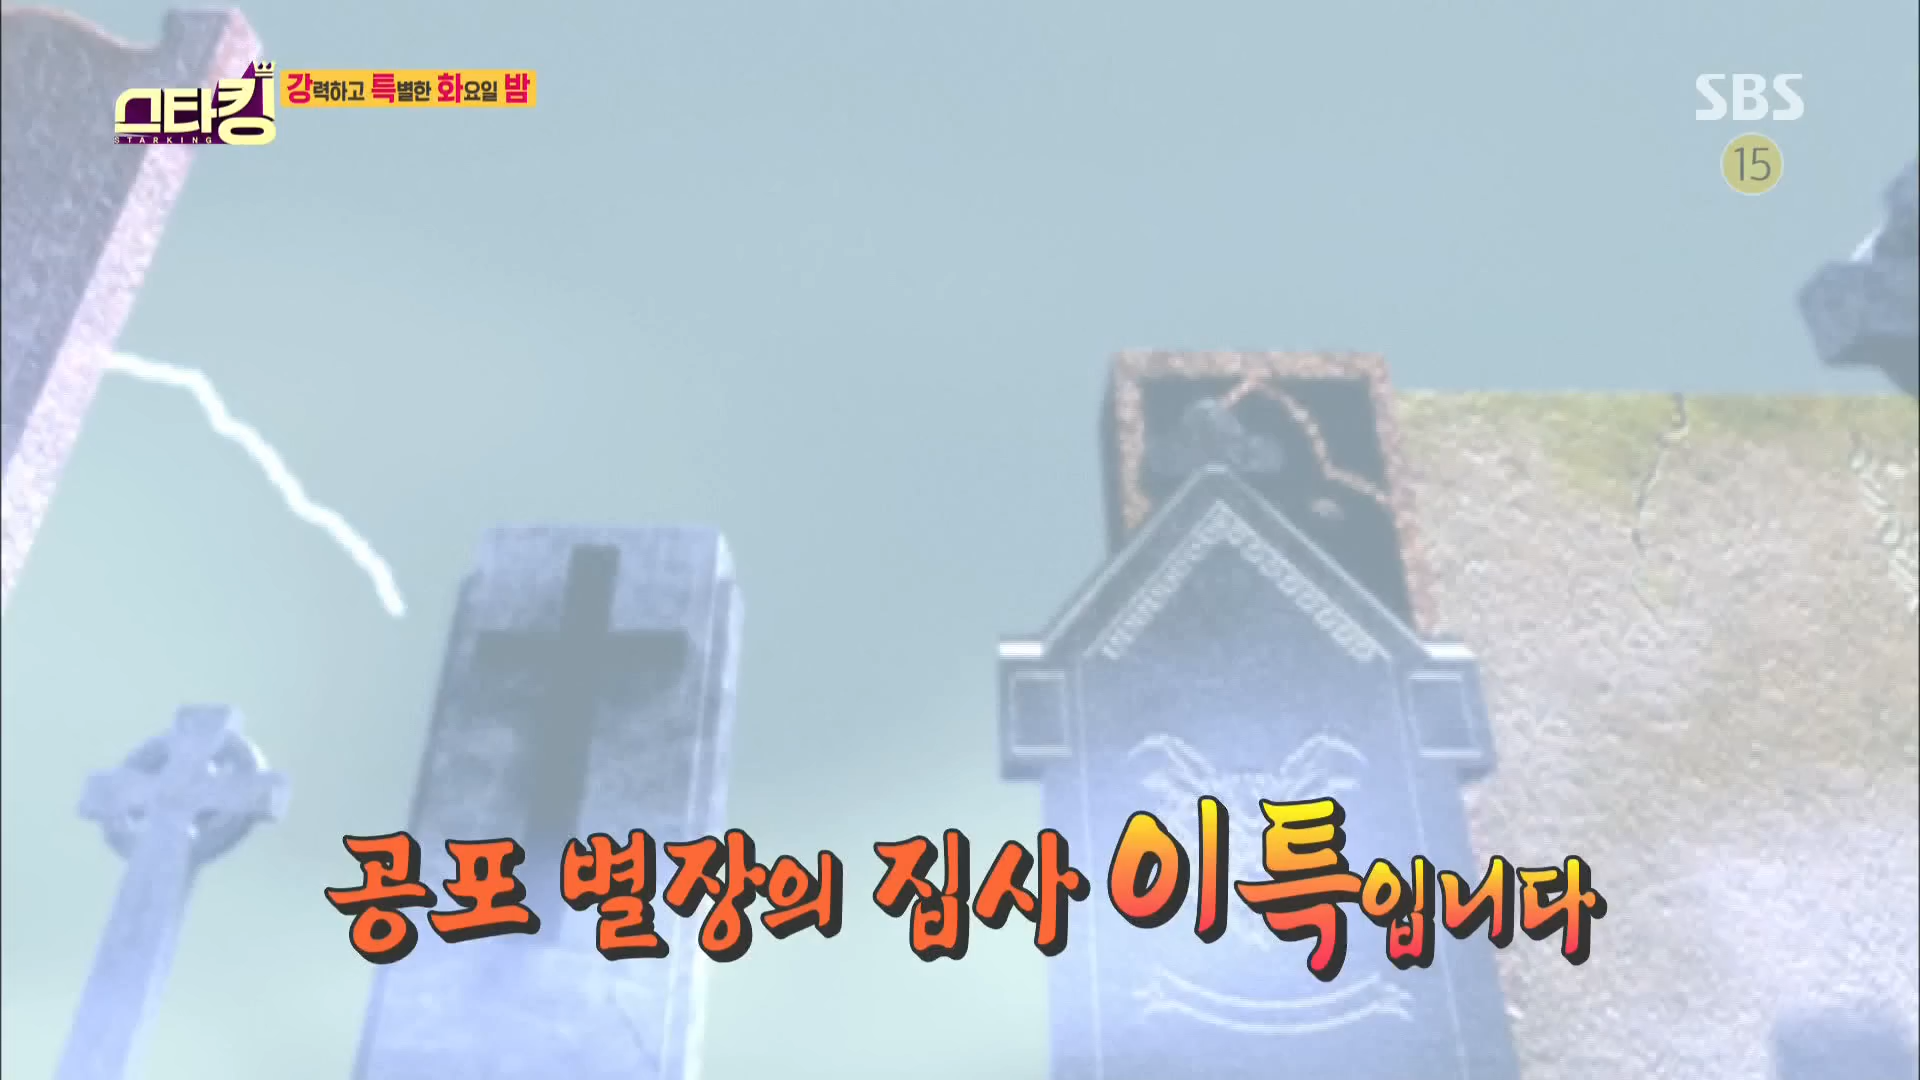 스타킹
STARKING
강력하고 특별한 화요일 밤
SBS
15
공포 별장의 집사 이특입니다